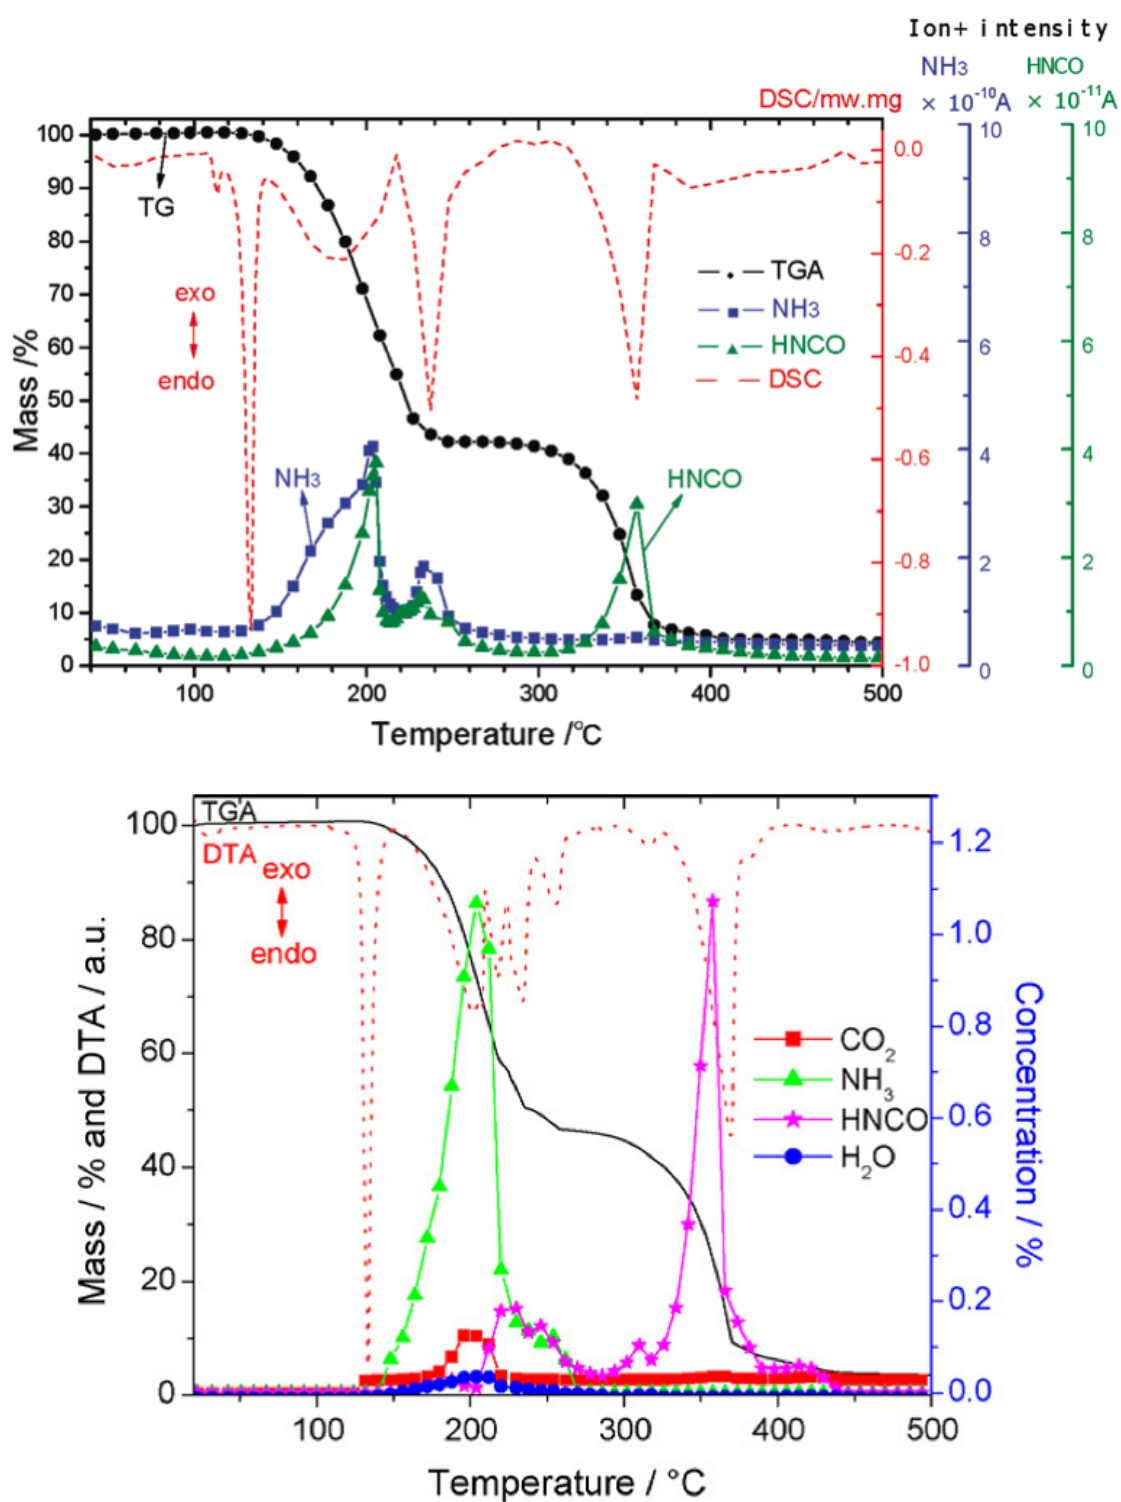 Ion+ intensity
NH3 HNCO
DSC/mw.mg × 10-10A × 10-11A
100
90
80
70
60
50
40
30
20
10
0
Mass /%
TG
exo
endo
TGA
NH3
HNCO
DSC
NH3
HNCO
0.0
-0.2
-0.4
-0.6
-0.8
-1.0
10
8
6
4
2
0
10
8
6
4
2
0
100 200 300 400 500
Temperature /°C
TGA
DTA
exo
endo
100
80
60
40
20
0
Mass / % and DTA / a.u.
CO2
NH3
HNCO
H2O
1.2
1.0
0.8
0.6
0.4
0.2
0.0
Concentration / %
100 200 300 400 500
Temperature / °C